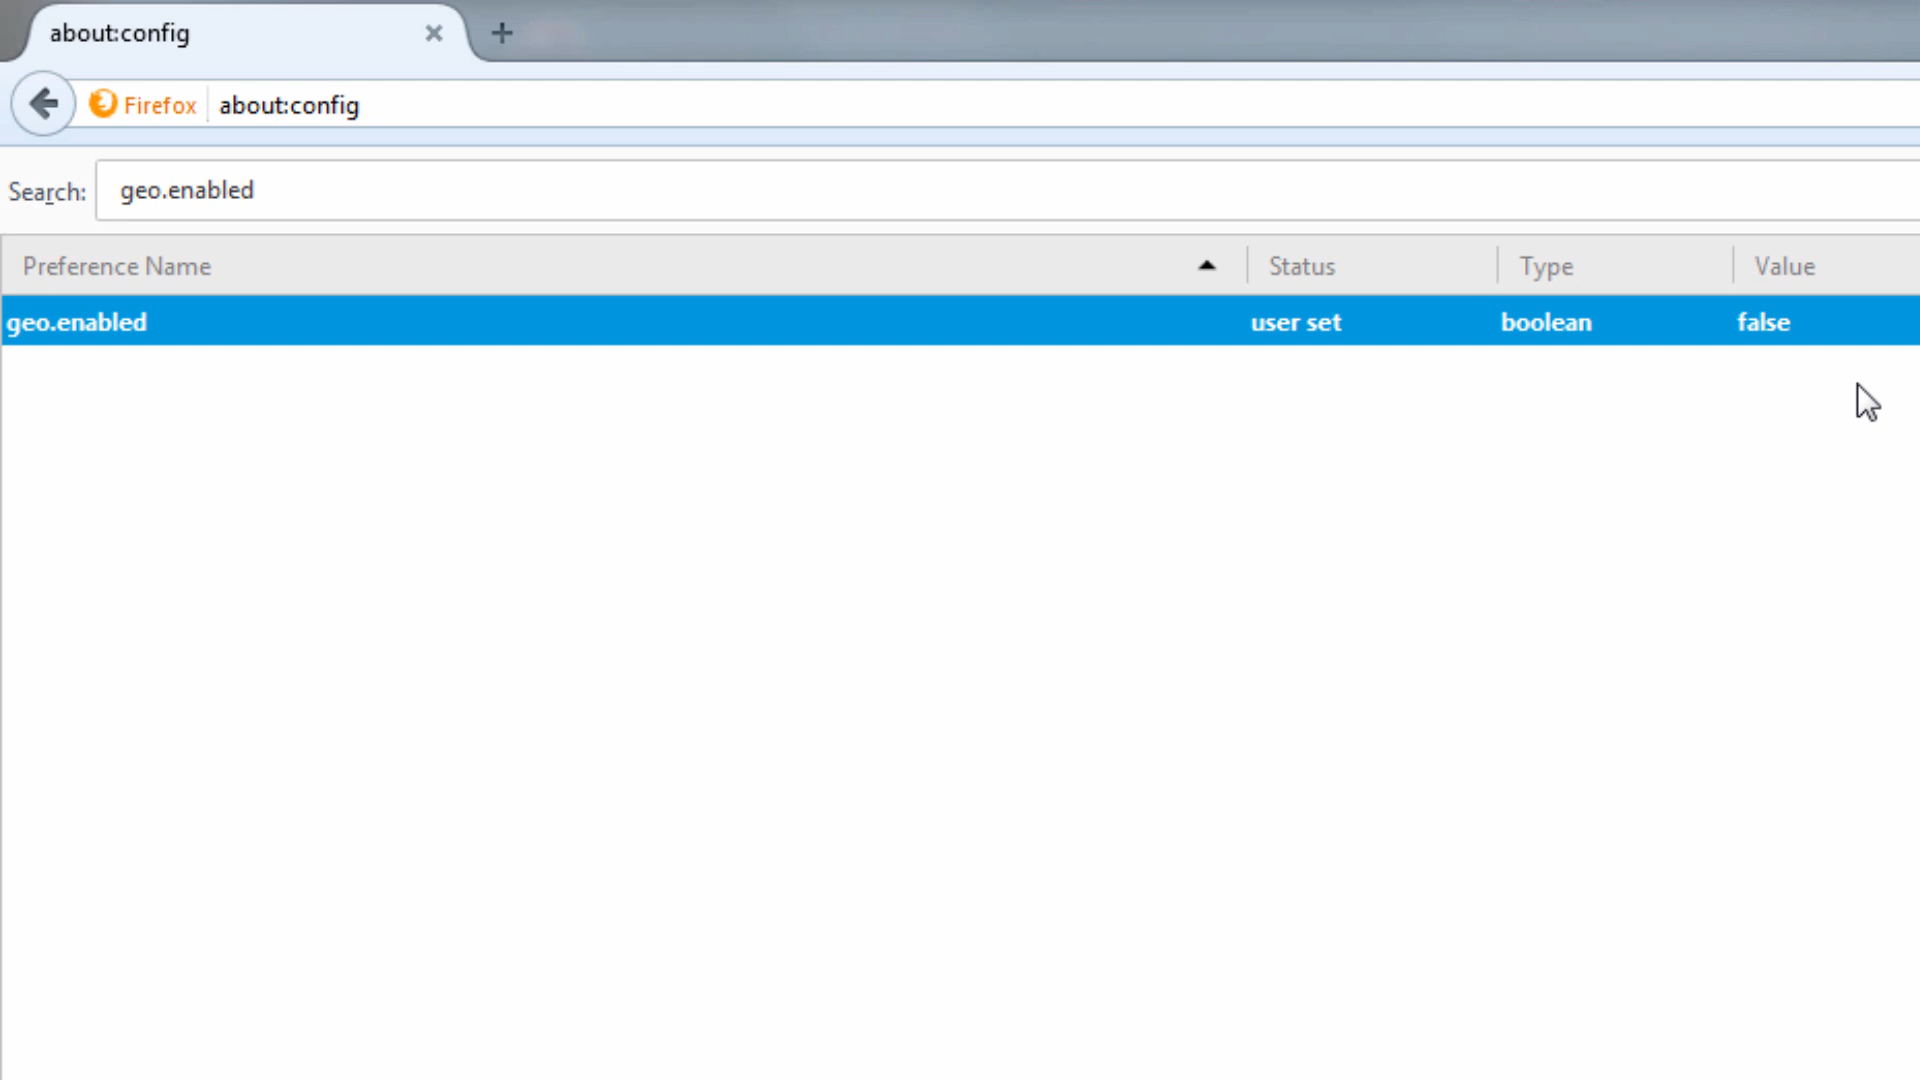 about:config
Firefox about:config
Search: geo.enabled
Preference Name Status Type Value
geo.enabled user set boolean false